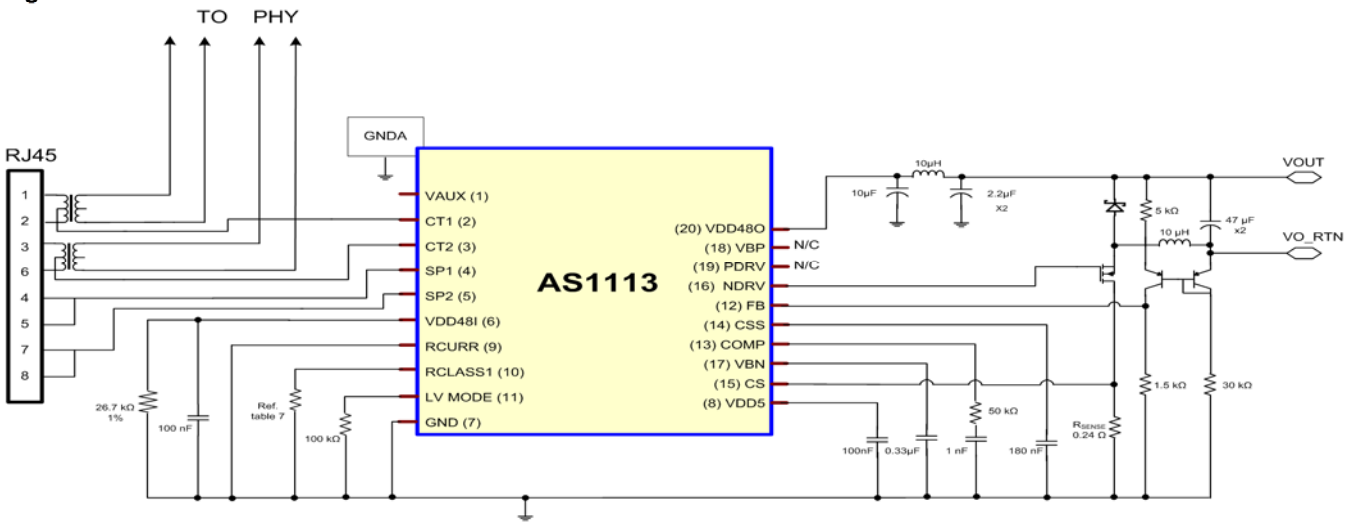 TO PHY
GNDA
RJ45
1
2
3
6
4
5
7
8
VAUX (1)
CT1 (2)
CT2 (3)
SP1 (4)
SP2 (5)
VDD48I (6)
RCURR (9)
RCLASS1 (10)
LV MODE (11)
GND (7)
AS1113
(20) VDD48O
(18) VBP
(19) PDRV
(16) NDRV
(12) FB
(14) CSS
(13) COMP
(17) VBN
(15) CS
(8) VDD5
N/C
N/C
26.7 kΩ
1%
100 nF
Ref.
table 7
100 kΩ
10µF
10µH
2.2µF
X2
5 kΩ
10 µH
47 µF
x2
VOUT
VO_RTN
100nF
0.33µF
50 kΩ
1 nF
180 nF
RSENSE
0.24 Ω
1.5 kΩ
30 kΩ